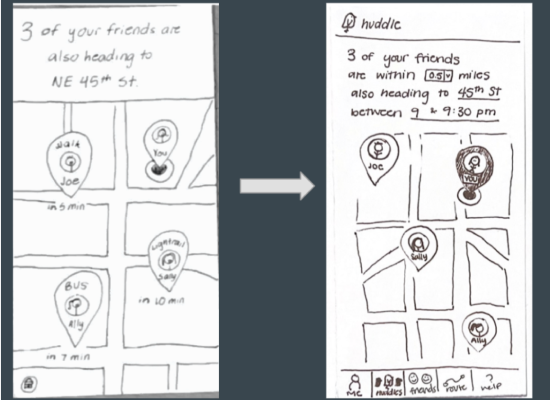 3 of your friends are
also heading to
NE 45th St.
Walk
Joe
in 5 min
You
Lightrail
Sally
in 10 min
BUS
Ally
in 7 min
huddle
3 of your friends
are within 0.5 miles
also heading to 45th St
between 9 & 9:30 pm
JOE
YOU
Sally
Ally
ME
huddles
friends
route
help